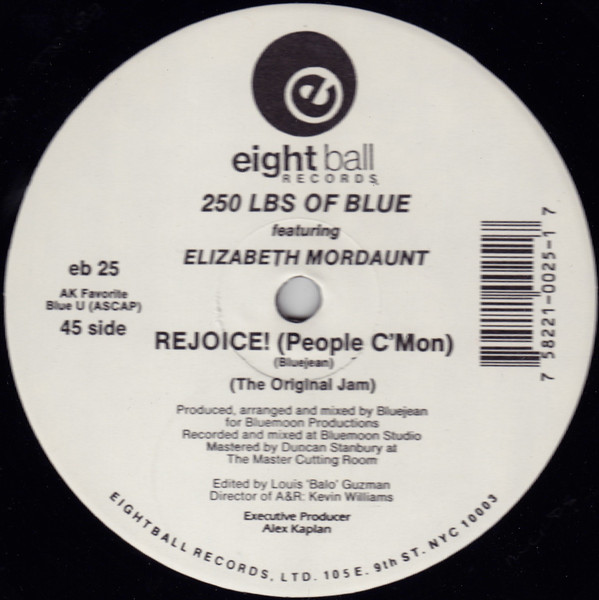 e
eight ball
RECORDS
250 LBS OF BLUE
featuring
ELIZABETH MORDAUNT
eb 25
AK Favorite
Blue U (ASCAP)
45 side
REJOICE! (People C'Mon)
(Bluejean)
(The Original Jam)
Produced, arranged and mixed by Bluejean
for Bluemoon Productions
Recorded and mixed at Bluemoon Studio
Mastered by Duncan Stanbury at
The Master Cutting Room
Edited by Louis 'Balo' Guzman
Director of A&R: Kevin Williams
Executive Producer
Alex Kaplan
7 58221-0025-1 7
EIGHTBALL RECORDS, LTD. 105 E. 9th ST. NYC 10003